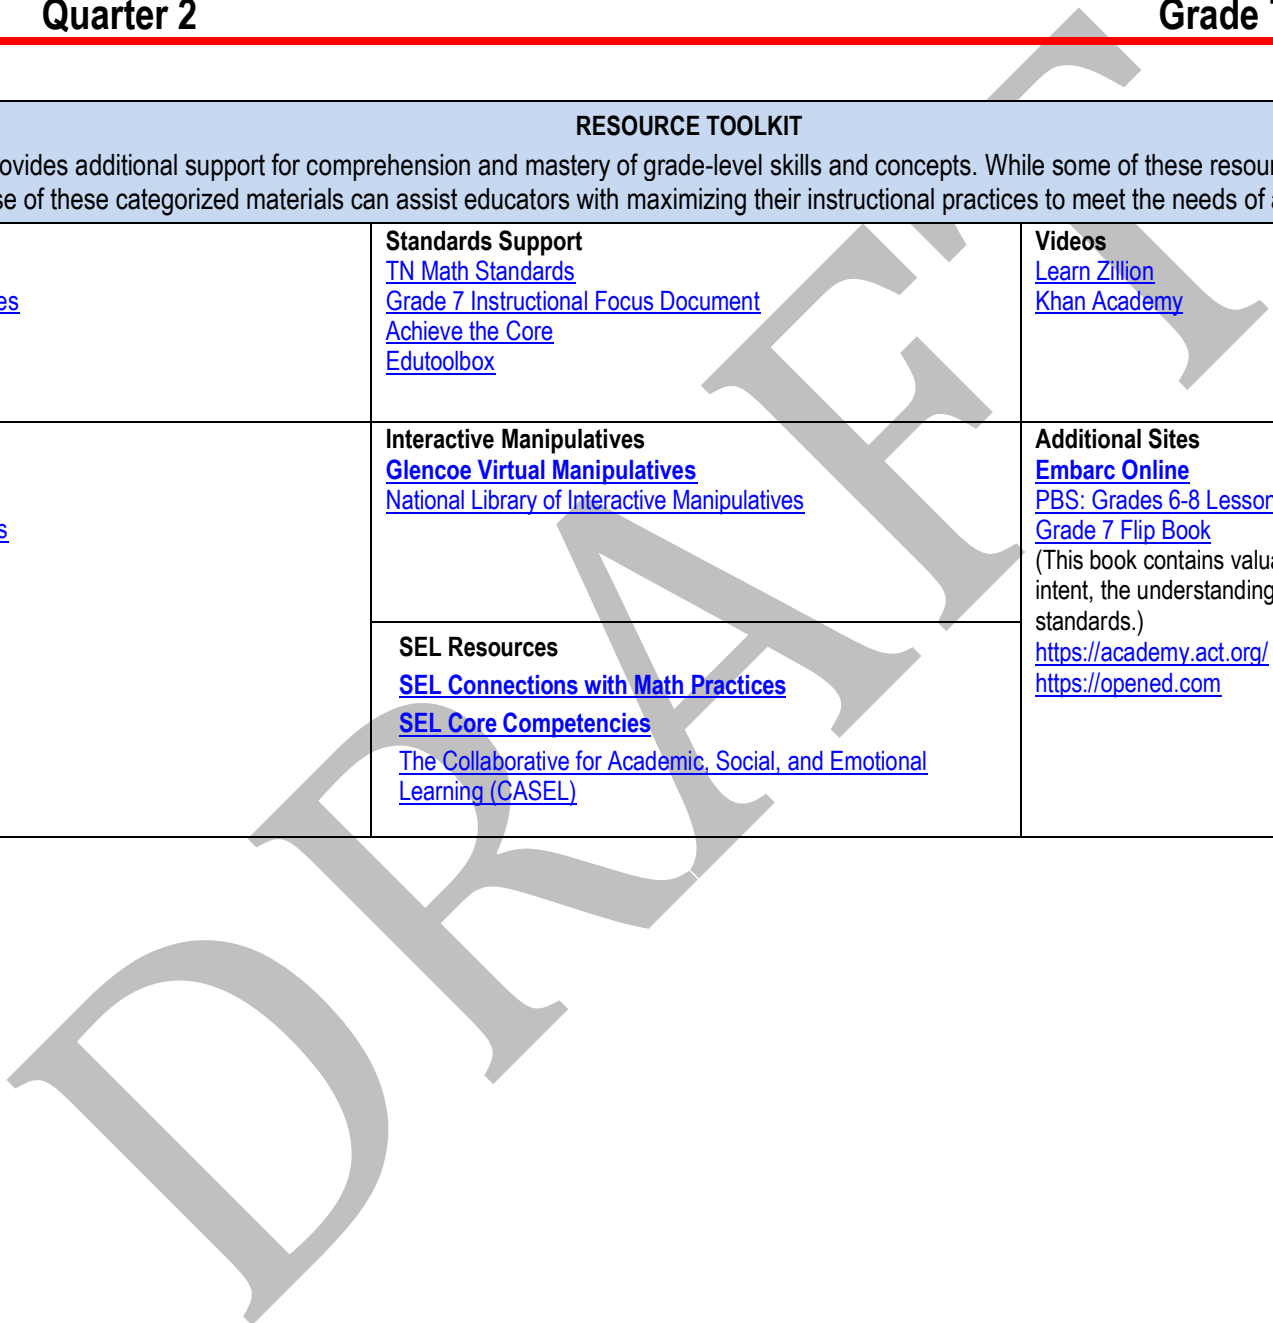 Quarter 2
Grade
RESOURCE TOOLKIT
ovides additional support for comprehension and mastery of grade-level skills and concepts. While some of these resour
se of these categorized materials can assist educators with maximizing their instructional practices to meet the needs of a
es
Standards Support
TN Math Standards
Grade 7 Instructional Focus Document
Achieve the Core
Edutoolbox
Videos
Learn Zillion
Khan Academy
s
Interactive Manipulatives
Glencoe Virtual Manipulatives
National Library of Interactive Manipulatives
SEL Resources
SEL Connections with Math Practices
SEL Core Competencies
The Collaborative for Academic, Social, and Emotional
Learning (CASEL)
Additional Sites
Embarc Online
PBS: Grades 6-8 Lesson
Grade 7 Flip Book
(This book contains valua
intent, the understanding
standards.)
https://academy.act.org/
https://opened.com
DRAFT